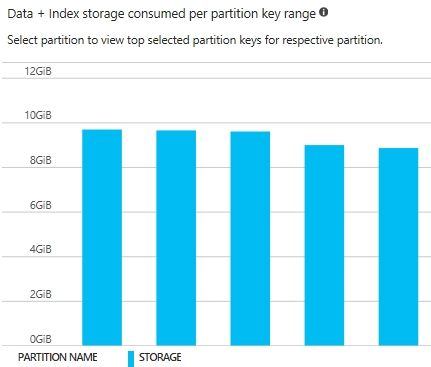 Data + Index storage consumed per partition key range
Select partition to view top selected partition keys for respective partition.
12GiB
10GiB
8GiB
6GiB
4GiB
2GiB
0GiB
PARTITION NAME STORAGE